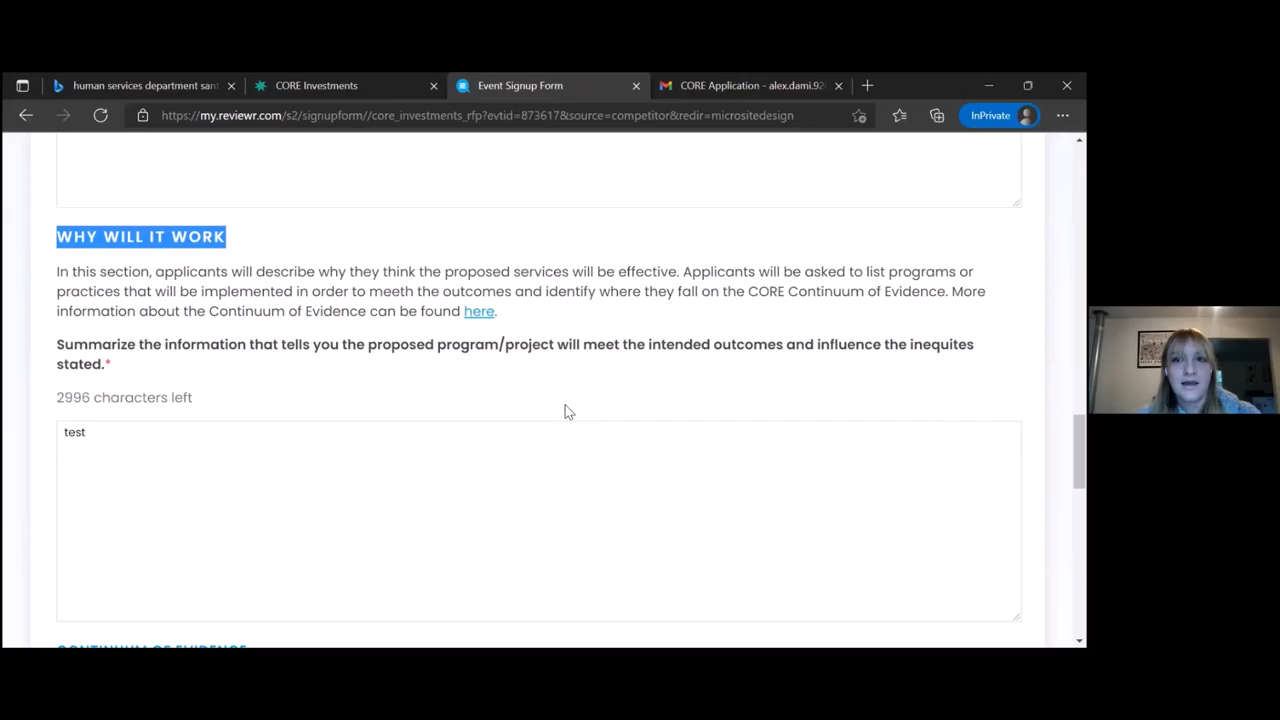 human services department sant
CORE Investments
Event Signup Form
CORE Application - alex.dami.92
https://my.reviewr.com/s2/signupform//core_investments_rfp?evtid=873617&source=competitor&redir=micrositedesign
InPrivate
WHY WILL IT WORK
In this section, applicants will describe why they think the proposed services will be effective. Applicants will be asked to list programs or
practices that will be implemented in order to meeth the outcomes and identify where they fall on the CORE Continuum of Evidence. More
information about the Continuum of Evidence can be found here.
Summarize the information that tells you the proposed program/project will meet the intended outcomes and influence the inequites
stated.*
2996 characters left
test
CONTINUUM OF EVIDENCE